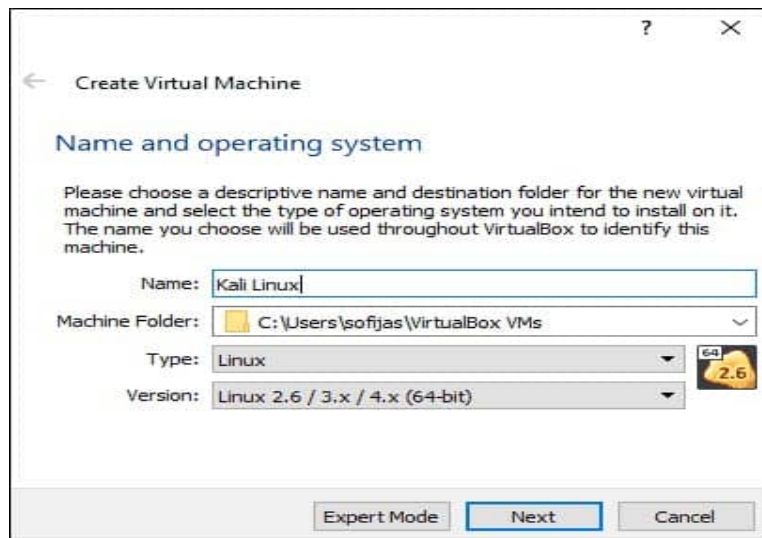 ?
Create Virtual Machine
Name and operating system
Please choose a descriptive name and destination folder for the new virtual
machine and select the type of operating system you intend to install on it.
The name you choose will be used throughout VirtualBox to identify this
machine.
Name: Kali Linux
Machine Folder: C:\Users\sofijas\VirtualBox VMs
Type: Linux
64
2.6
Version: Linux 2.6 / 3.x / 4.x (64-bit)
Expert Mode Next Cancel